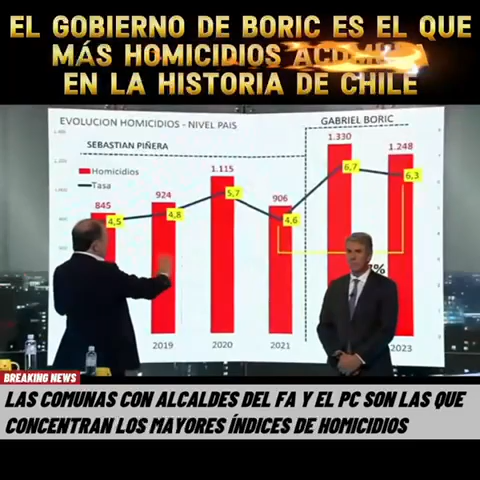 EL GOBIERNO DE BORIC ES EL QUE
MÁS HOMICIDIOS ACUMULA
EN LA HISTORIA DE CHILE
EVOLUCION HOMICIDIOS - NIVEL PAIS
GABRIEL BORIC
SEBASTIAN PIÑERA
Homicidios
Tasa
845
924
1.115
906
1.330
1.248
4,5
4,8
5,7
4,6
6,7
6,3
7%
2019
2020
2021
2023
BREAKING NEWS
LAS COMUNAS CON ALCALDES DEL FA Y EL PC SON LAS QUE
CONCENTRAN LOS MAYORES ÍNDICES DE HOMICIDIOS